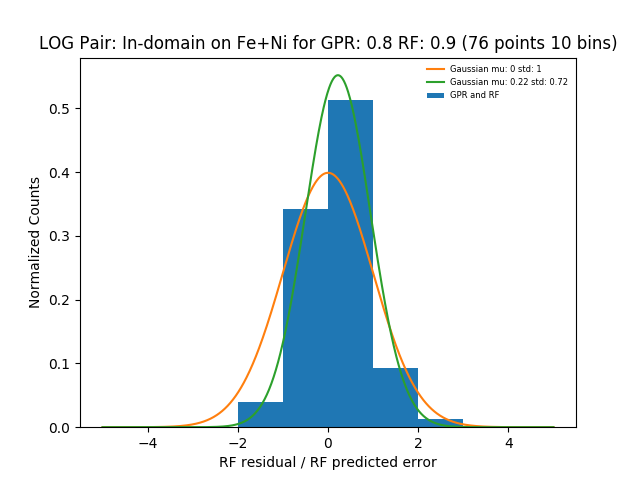 LOG Pair: In-domain on Fe+Ni for GPR: 0.8 RF: 0.9 (76 points 10 bins)
Gaussian mu: 0 std: 1
Gaussian mu: 0.22 std: 0.72
GPR and RF
Normalized Counts
0.5
0.4
0.3
0.2
0.1
0.0
−4 −2 0 2 4
RF residual / RF predicted error